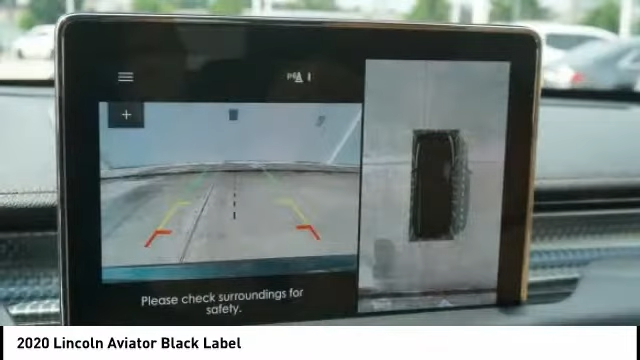 +
Please check surroundings for
safety.
2020 Lincoln Aviator Black Label